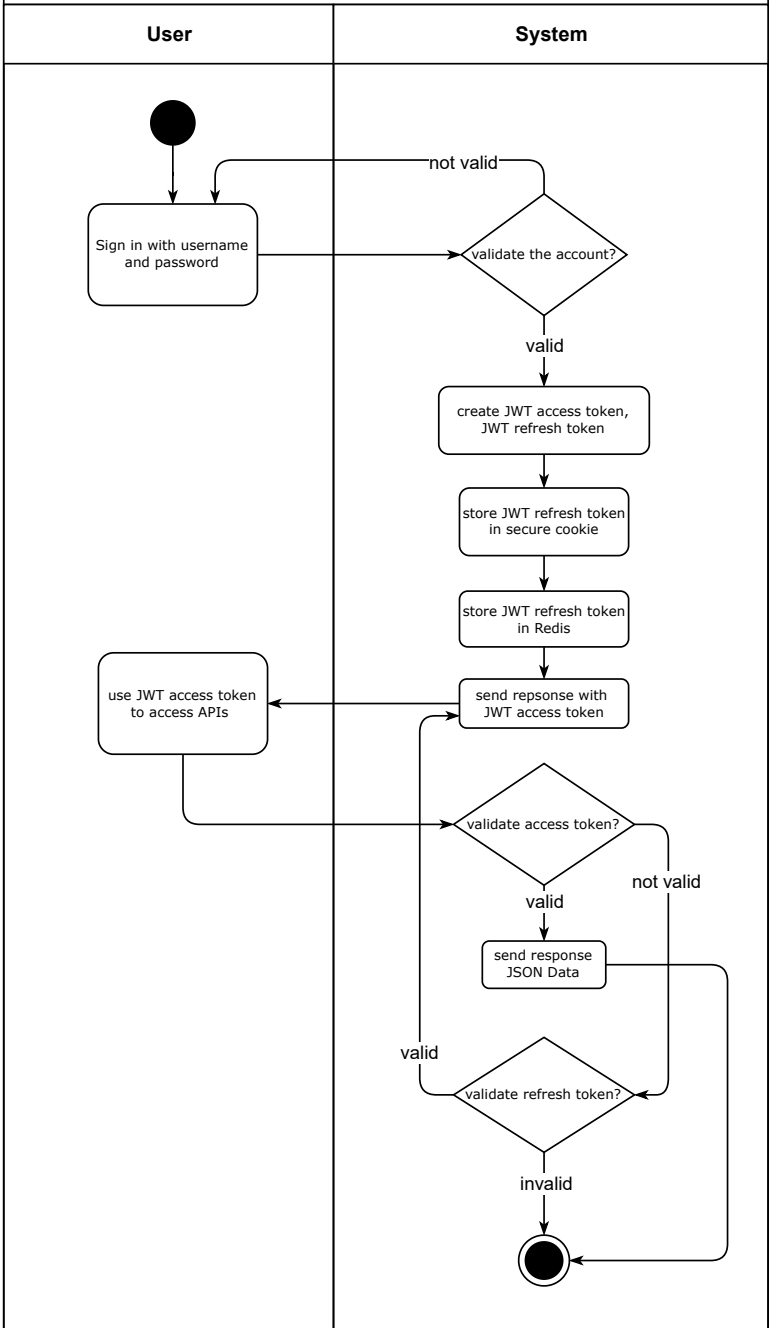 User
System
not valid
Sign in with username
and password
validate the account?
valid
create JWT access token,
JWT refresh token
store JWT refresh token
in secure cookie
store JWT refresh token
in Redis
use JWT access token
to access APIs
send repsonse with
JWT access token
validate access token?
not valid
valid
send response
JSON Data
valid
validate refresh token?
invalid